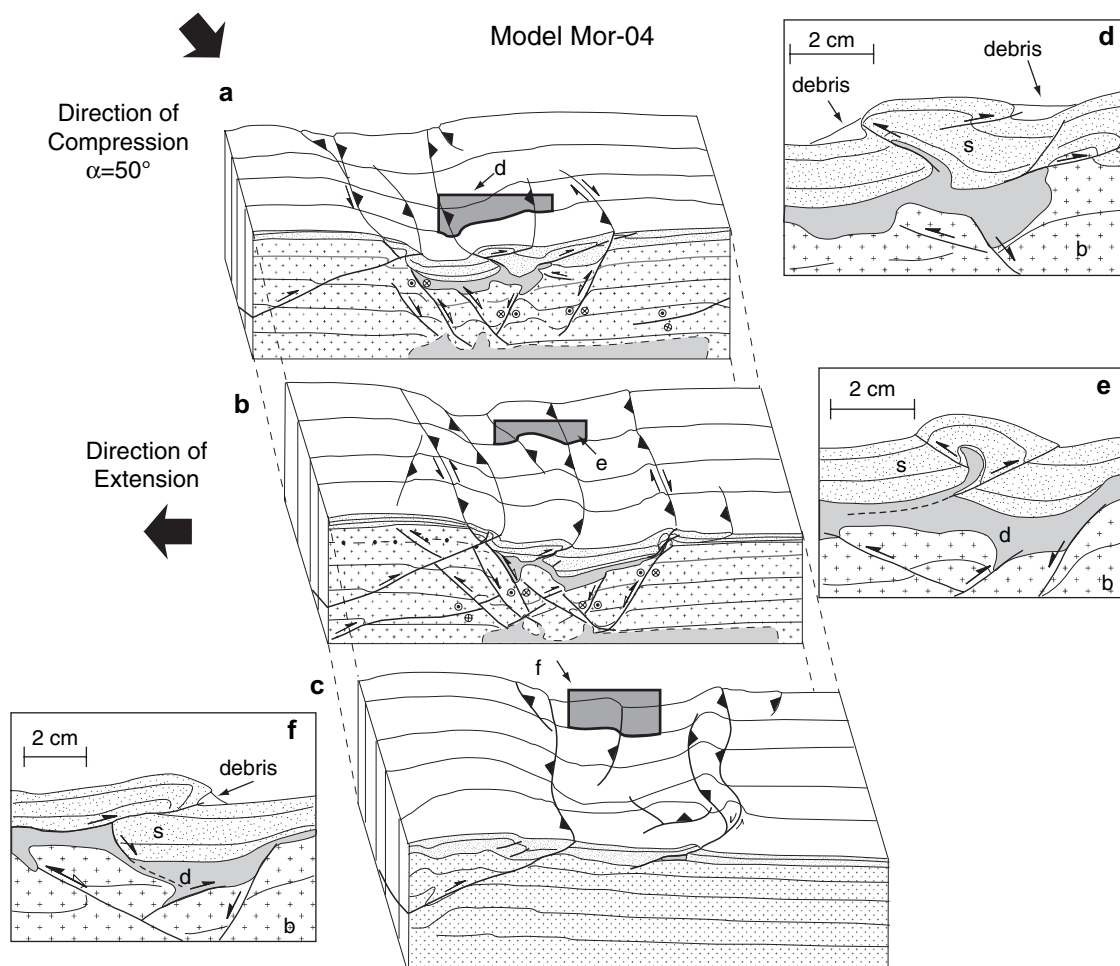 Model Mor-04
Direction of
Compression
α=50°
a
d
b
Direction of
Extension
e
c
f
2 cm
d
debris
debris
s
b
2 cm
e
s
d
b
2 cm
f
debris
s
d
b